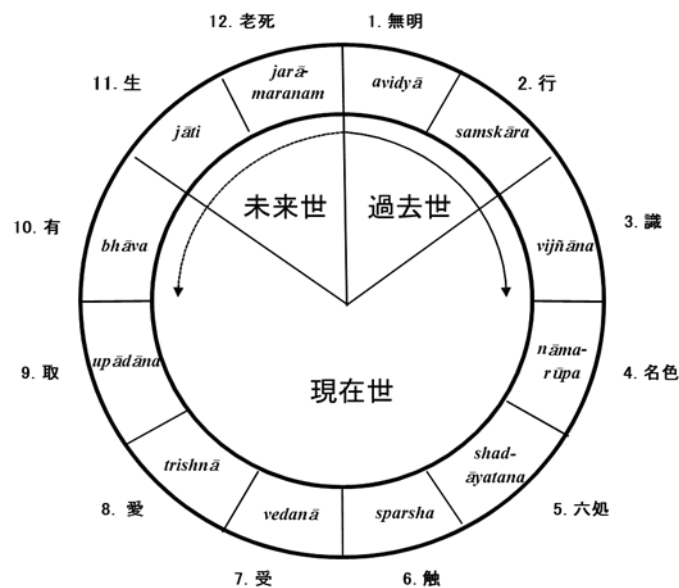 12. 老死
1. 無明
11. 生
jarā-
maranam
avidyā
2. 行
jāti
samskāra
未来世
過去世
10. 有
bhāva
vijñāna
3. 識
9. 取
upādāna
nāma-
rūpa
4. 名色
現在世
8. 愛
trishnā
shad-
āyatana
5. 六処
vedanā
sparsha
7. 受
6. 触